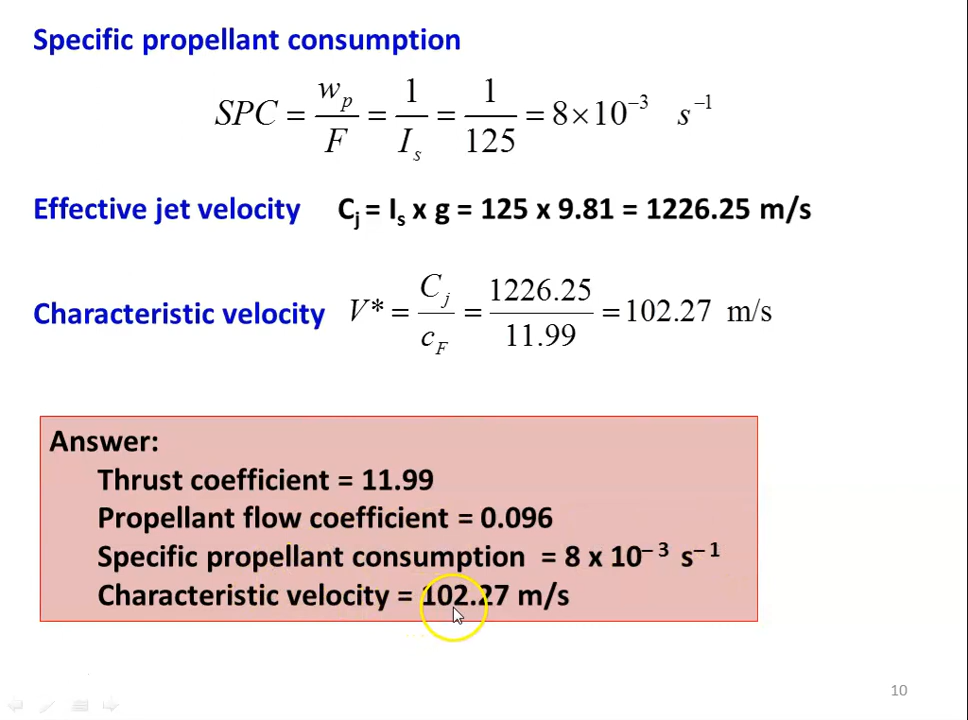 Specific propellant consumption
SPC = w_p / F = 1 / I_s = 1 / 125 = 8×10⁻³ s⁻¹
Effective jet velocity C_j = I_s x g = 125 x 9.81 = 1226.25 m/s
Characteristic velocity V* = C_j / c_F = 1226.25 / 11.99 = 102.27 m/s
Answer:
Thrust coefficient = 11.99
Propellant flow coefficient = 0.096
Specific propellant consumption = 8 x 10⁻³ s⁻¹
Characteristic velocity = 102.27 m/s
10